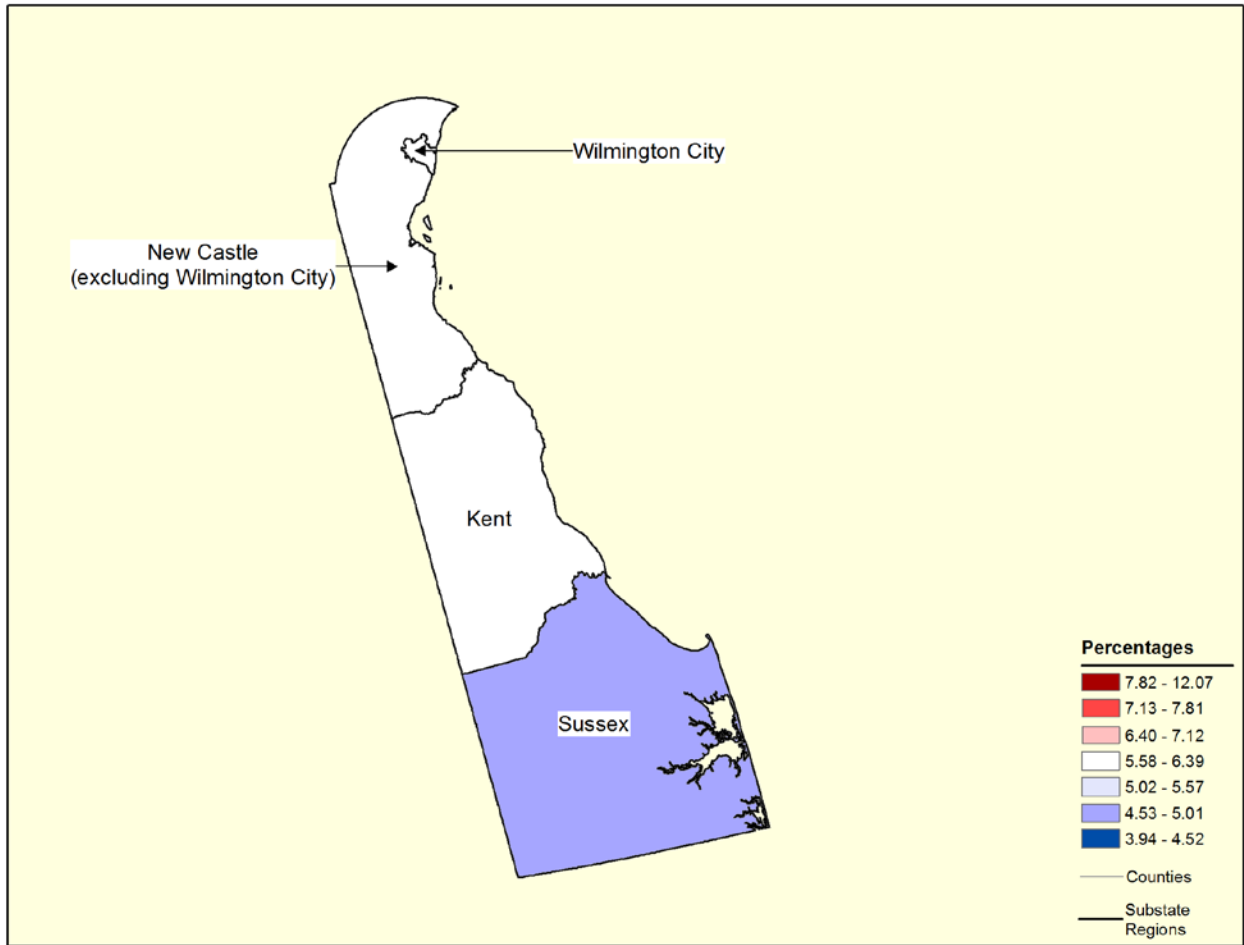 Wilmington City
New Castle
(excluding Wilmington City)
Kent
Sussex
Percentages
7.82 - 12.07
7.13 - 7.81
6.40 - 7.12
5.58 - 6.39
5.02 - 5.57
4.53 - 5.01
3.94 - 4.52
Counties
Substate
Regions